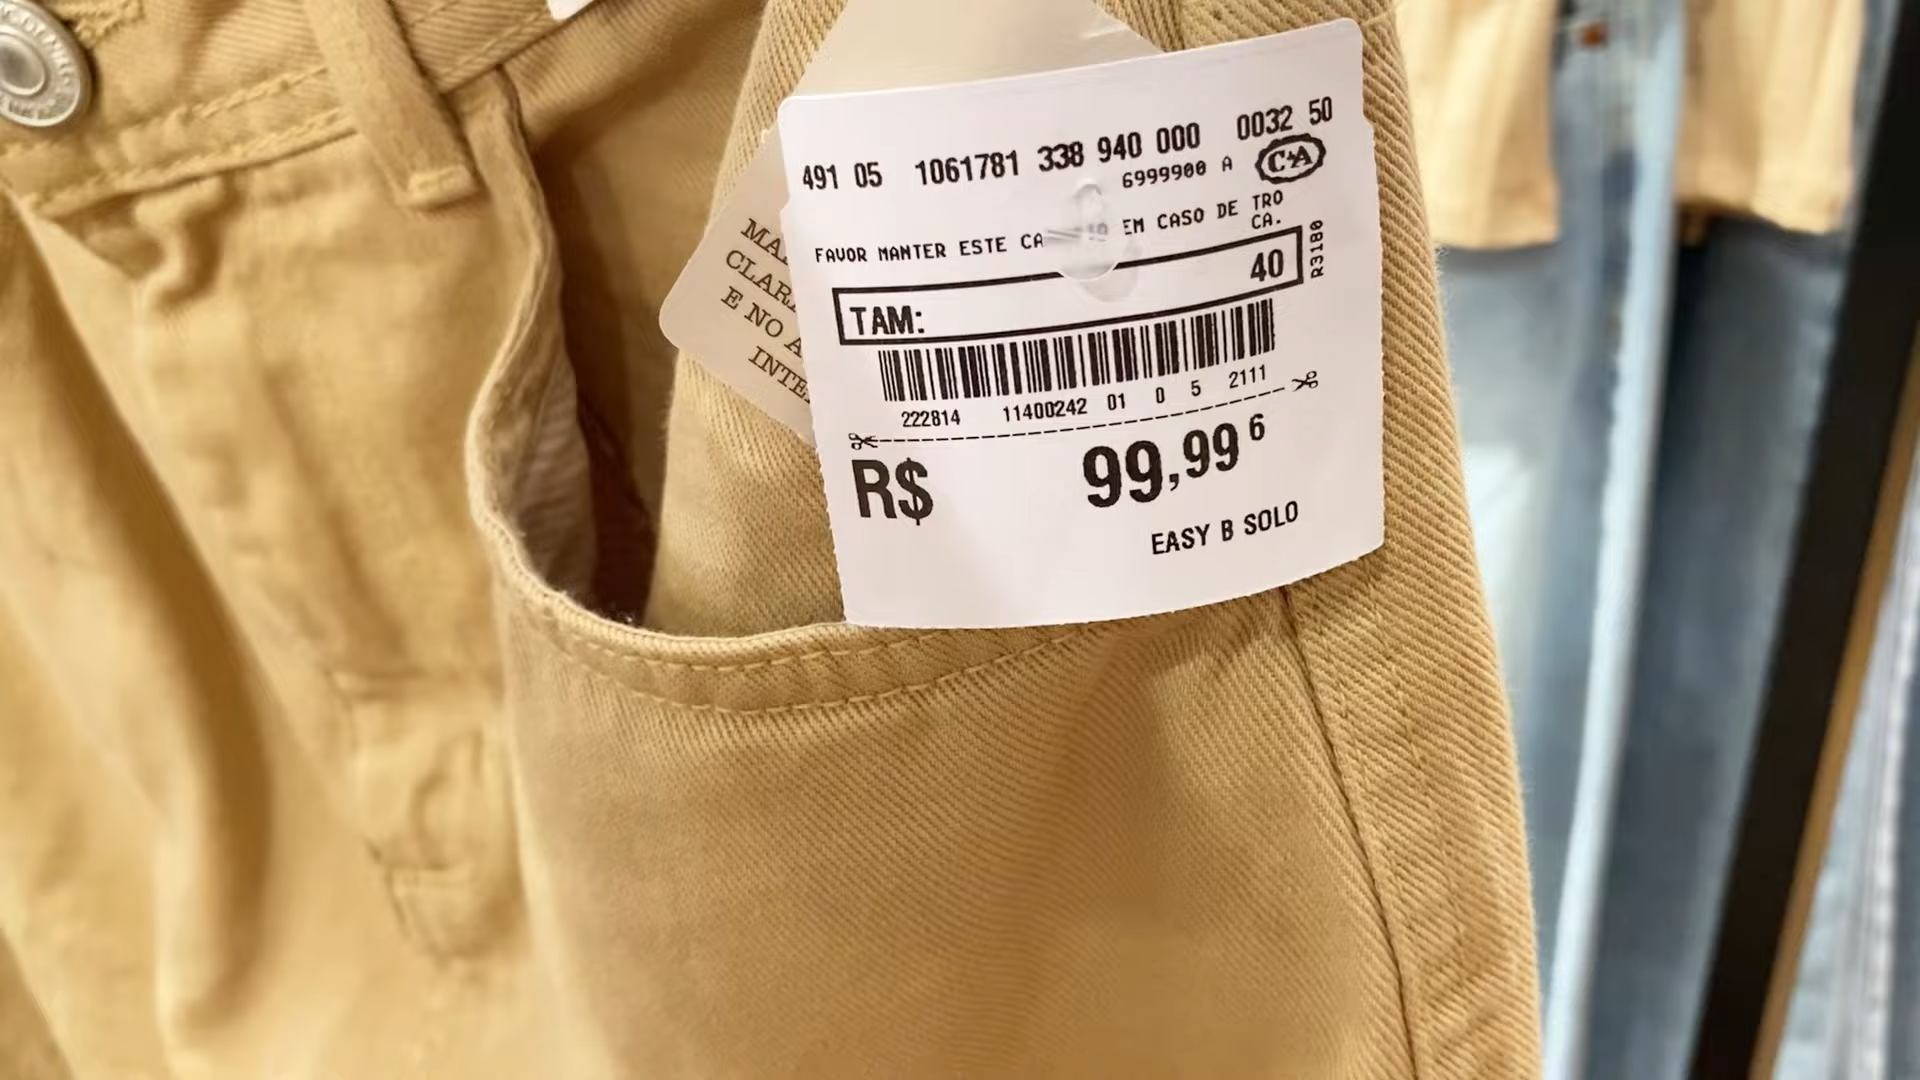 491 05 1061781 338 940 000 0032 50
6999900 A
C&A
FAVOR MANTER ESTE EM CASO DE TRO
CA.
TAM: 40
R3180
222814 11400242 01 0 5 2111
R$ 99,99 6
EASY B SOLO
E NO